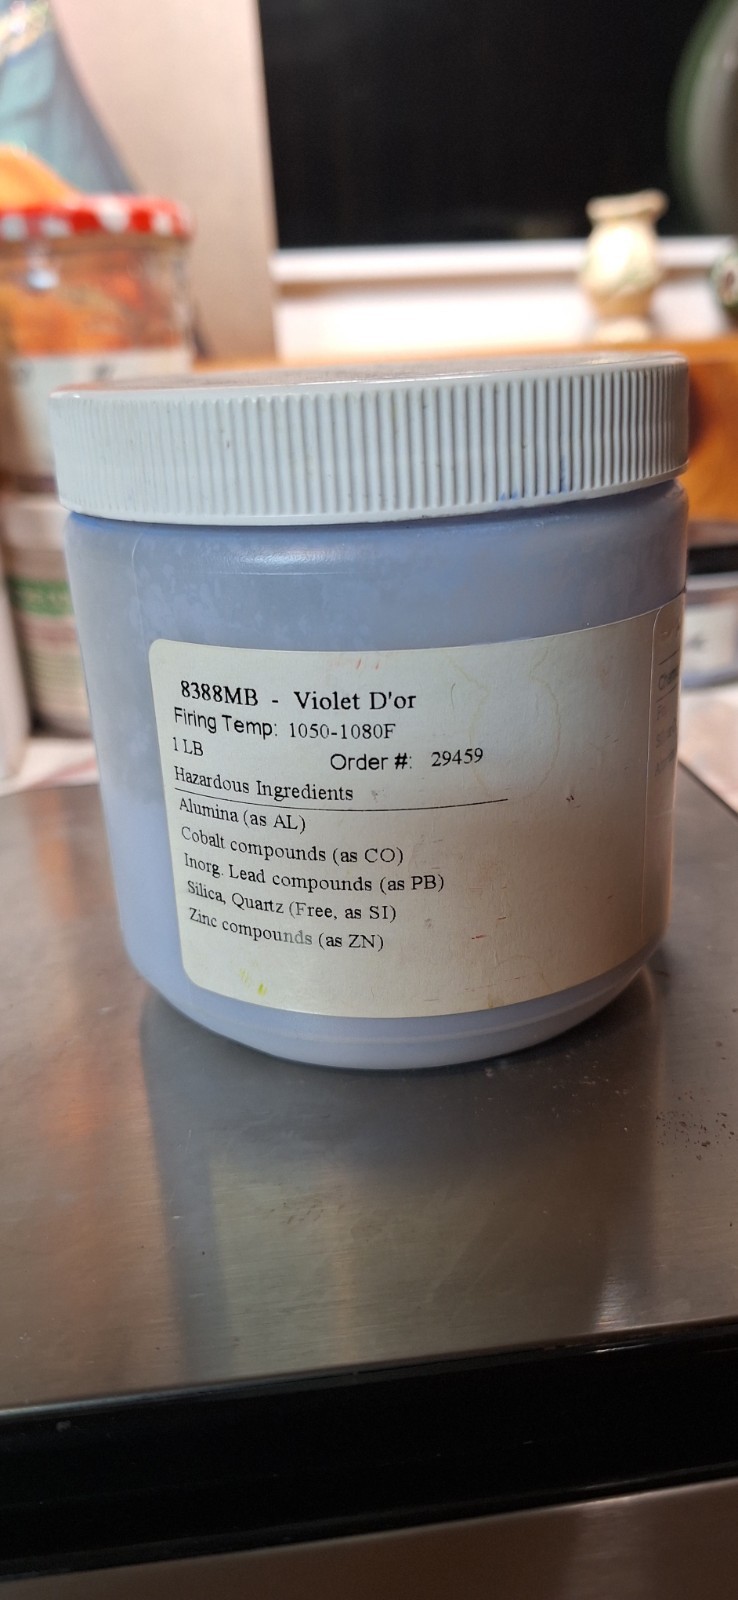 8388MB - Violet D'or
Firing Temp: 1050-1080F
1 LB
Order #: 29459
Hazardous Ingredients
Alumina (as AL)
Cobalt compounds (as CO)
Inorg. Lead compounds (as PB)
Silica, Quartz (Free, as SI)
Zinc compounds (as ZN)